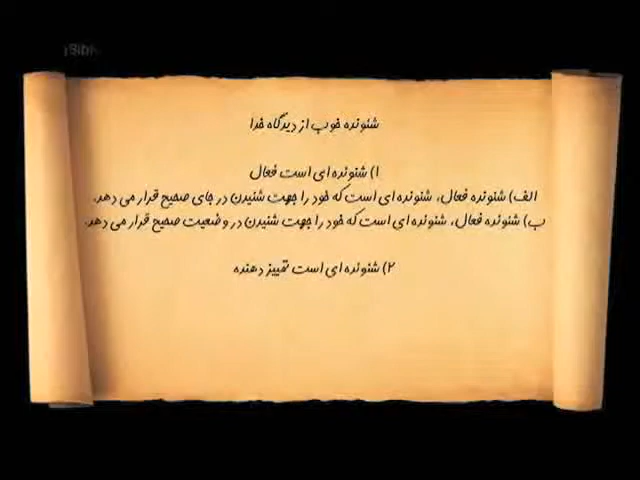 شنونده خوب از دیدگاه خدا
۱) شنونده ای است فعال
الف) شنونده فعال، شنونده ای است که خود را جهت شنیدن در جای صحیح قرار می دهد.
ب) شنونده فعال، شنونده ای است که خود را جهت شنیدن در وضعیت صحیح قرار می دهد.
۲) شنونده ای است تمییز دهنده